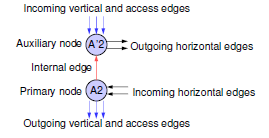 Incoming vertical and access edges
Auxiliary node A'2 Outgoing horizontal edges
Internal edge
Primary node A2 Incoming horizontal edges
Outgoing vertical and access edges